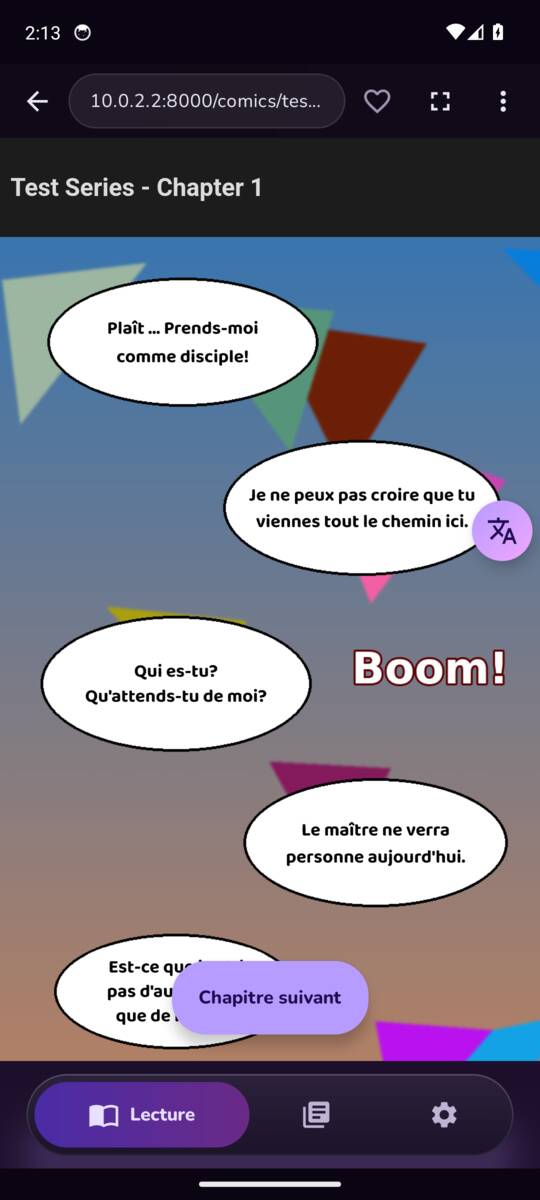 2:13
10.0.2.2:8000/comics/tes...
Test Series - Chapter 1
Plaît ... Prends-moi
comme disciple!
Je ne peux pas croire que tu
viennes tout le chemin ici.
Qui es-tu?
Qu'attends-tu de moi?
Boom!
Le maître ne verra
personne aujourd'hui.
Est-ce
pas
que de
Chapitre suivant
Lecture